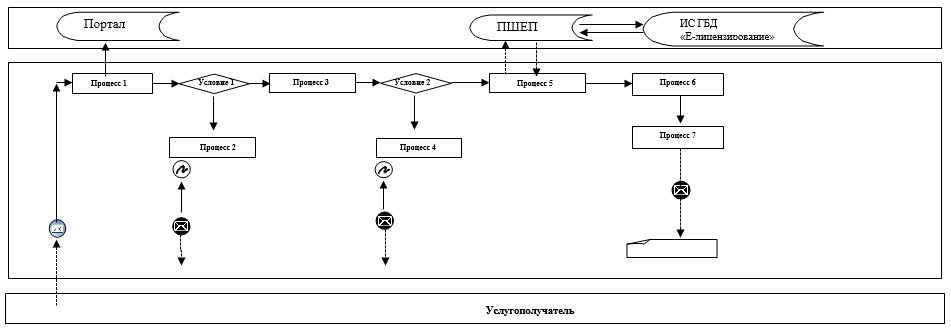 Портал
ПШЕП
ИС ГБД
«Е-лицензирование»
Процесс 1
Условие 1
Процесс 3
Условие 2
Процесс 5
Процесс 6
Процесс 2
Процесс 4
Процесс 7
Услугополучатель